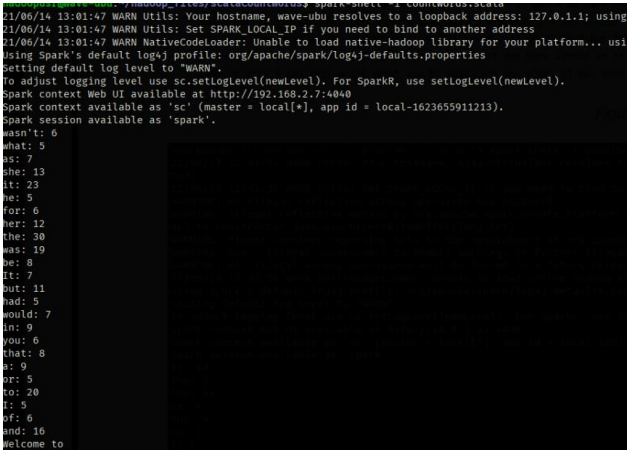 spark-shell -i CountWords.scala
21/06/14 13:01:47 WARN Utils: Your hostname, wave-ubu resolves to a loopback address: 127.0.1.1; using
21/06/14 13:01:47 WARN Utils: Set SPARK_LOCAL_IP if you need to bind to another address
21/06/14 13:01:47 WARN NativeCodeLoader: Unable to load native-hadoop library for your platform... usi
Using Spark's default log4j profile: org/apache/spark/log4j-defaults.properties
Setting default log level to "WARN".
To adjust logging level use sc.setLogLevel(newLevel). For SparkR, use setLogLevel(newLevel).
Spark context Web UI available at http://192.168.2.7:4040
Spark context available as 'sc' (master = local[*], app id = local-1623655911213).
Spark session available as 'spark'.
wasn't: 6
what: 5
as: 7
she: 13
it: 23
he: 5
for: 6
her: 12
the: 30
was: 19
be: 8
It: 7
but: 11
had: 5
would: 7
in: 9
you: 6
that: 8
a: 9
or: 5
to: 20
I: 5
of: 6
and: 16
Welcome to